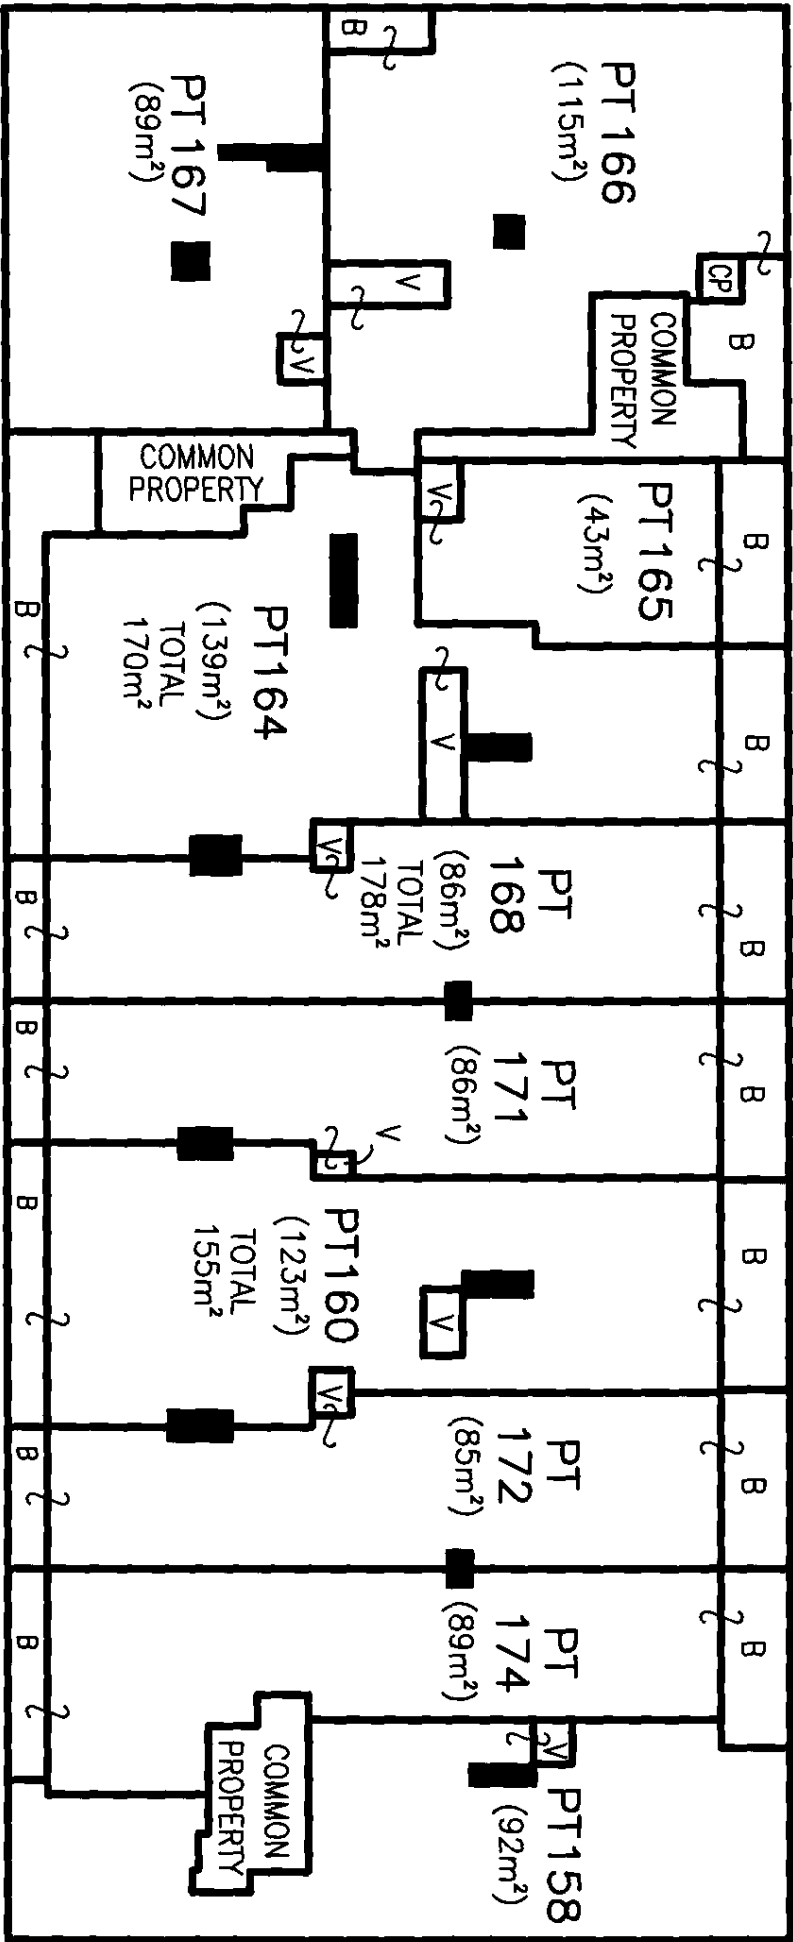 B
PT 166
(115m²)
PT 167
(89m²)
V
V
CP
B
COMMON
PROPERTY
COMMON
PROPERTY
V
PT 165
(43m²)
B
B
PT164
(139m²)
TOTAL
170m²
B
V
V
PT
168
(86m²)
TOTAL
178m²
B
B
PT
171
(86m²)
B
B
V
PT160
(123m²)
TOTAL
155m²
B
B
V
V
PT
172
(85m²)
B
B
PT
174
(89m²)
B
B
COMMON
PROPERTY
V
PT158
(92m²)